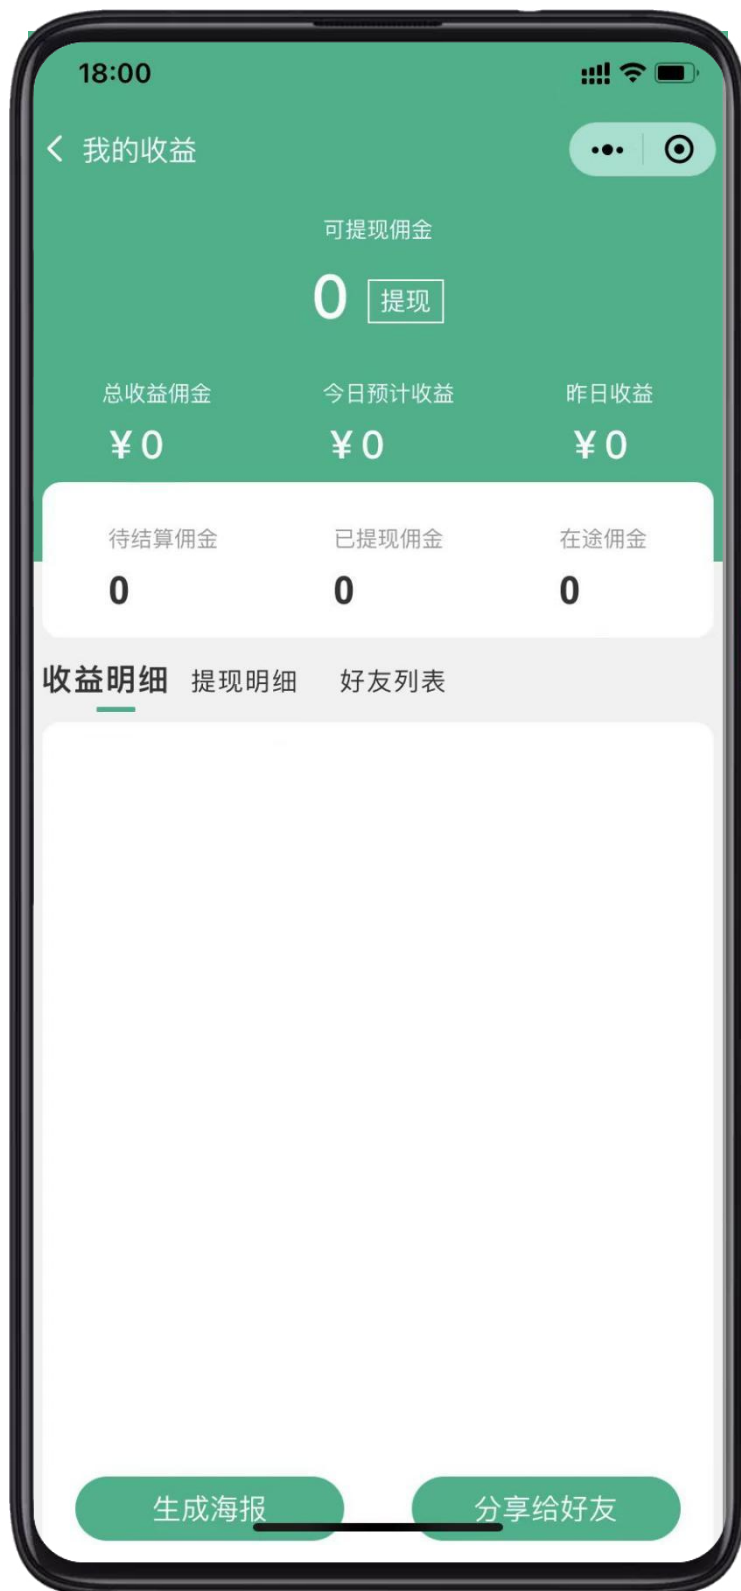 18:00
我的收益
可提现佣金
0 提现
总收益佣金 今日预计收益 昨日收益
¥0 ¥0 ¥0
待结算佣金 已提现佣金 在途佣金
0 0 0
收益明细 提现明细 好友列表
生成海报 分享给好友